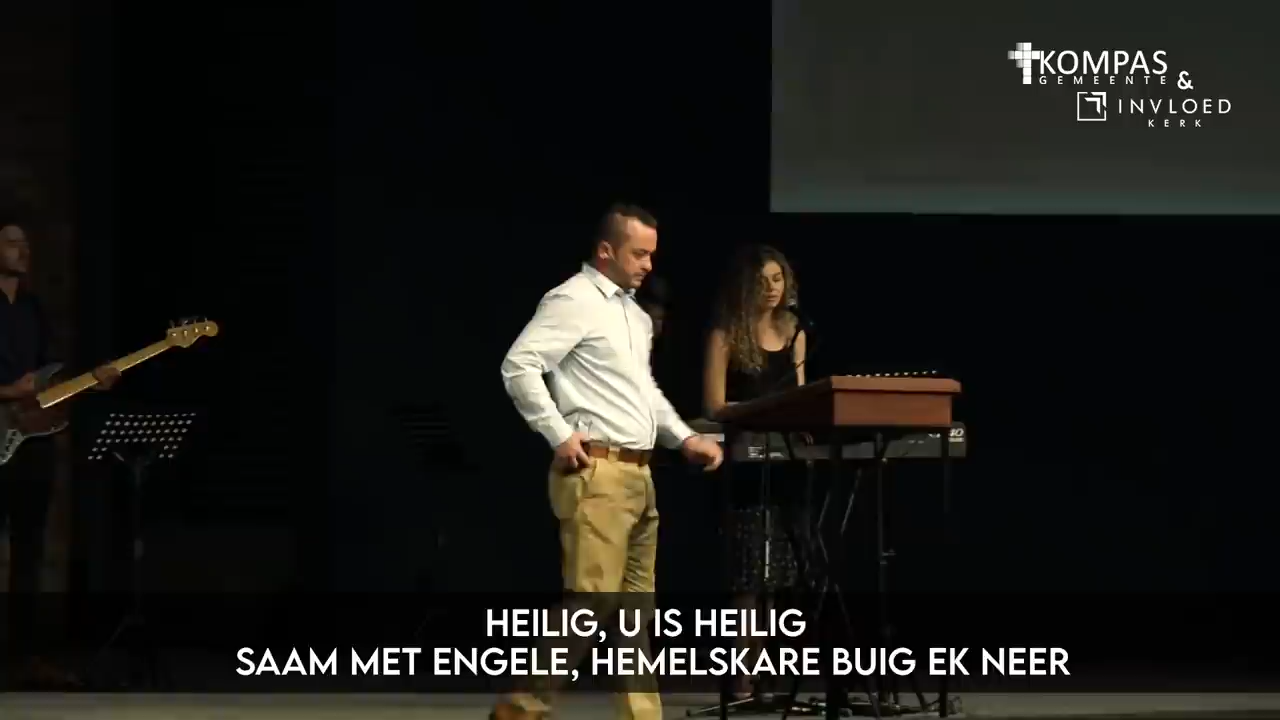 KOMPAS
GEMEENTE &
INVLOED
KERK
HEILIG, U IS HEILIG
SAAM MET ENGELE, HEMELSKARE BUIG EK NEER